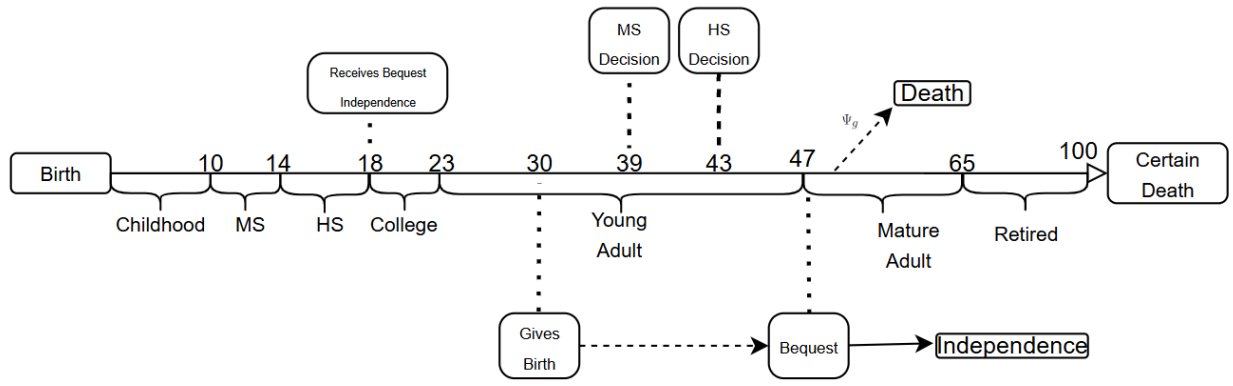 MS
Decision
HS
Decision
Receives Bequest
Independence
Death
Ψg
Birth
10
14
18
23
30
39
43
47
65
100
Certain
Death
Childhood
MS
HS
College
Young
Adult
Mature
Adult
Retired
Gives
Birth
Bequest
Independence